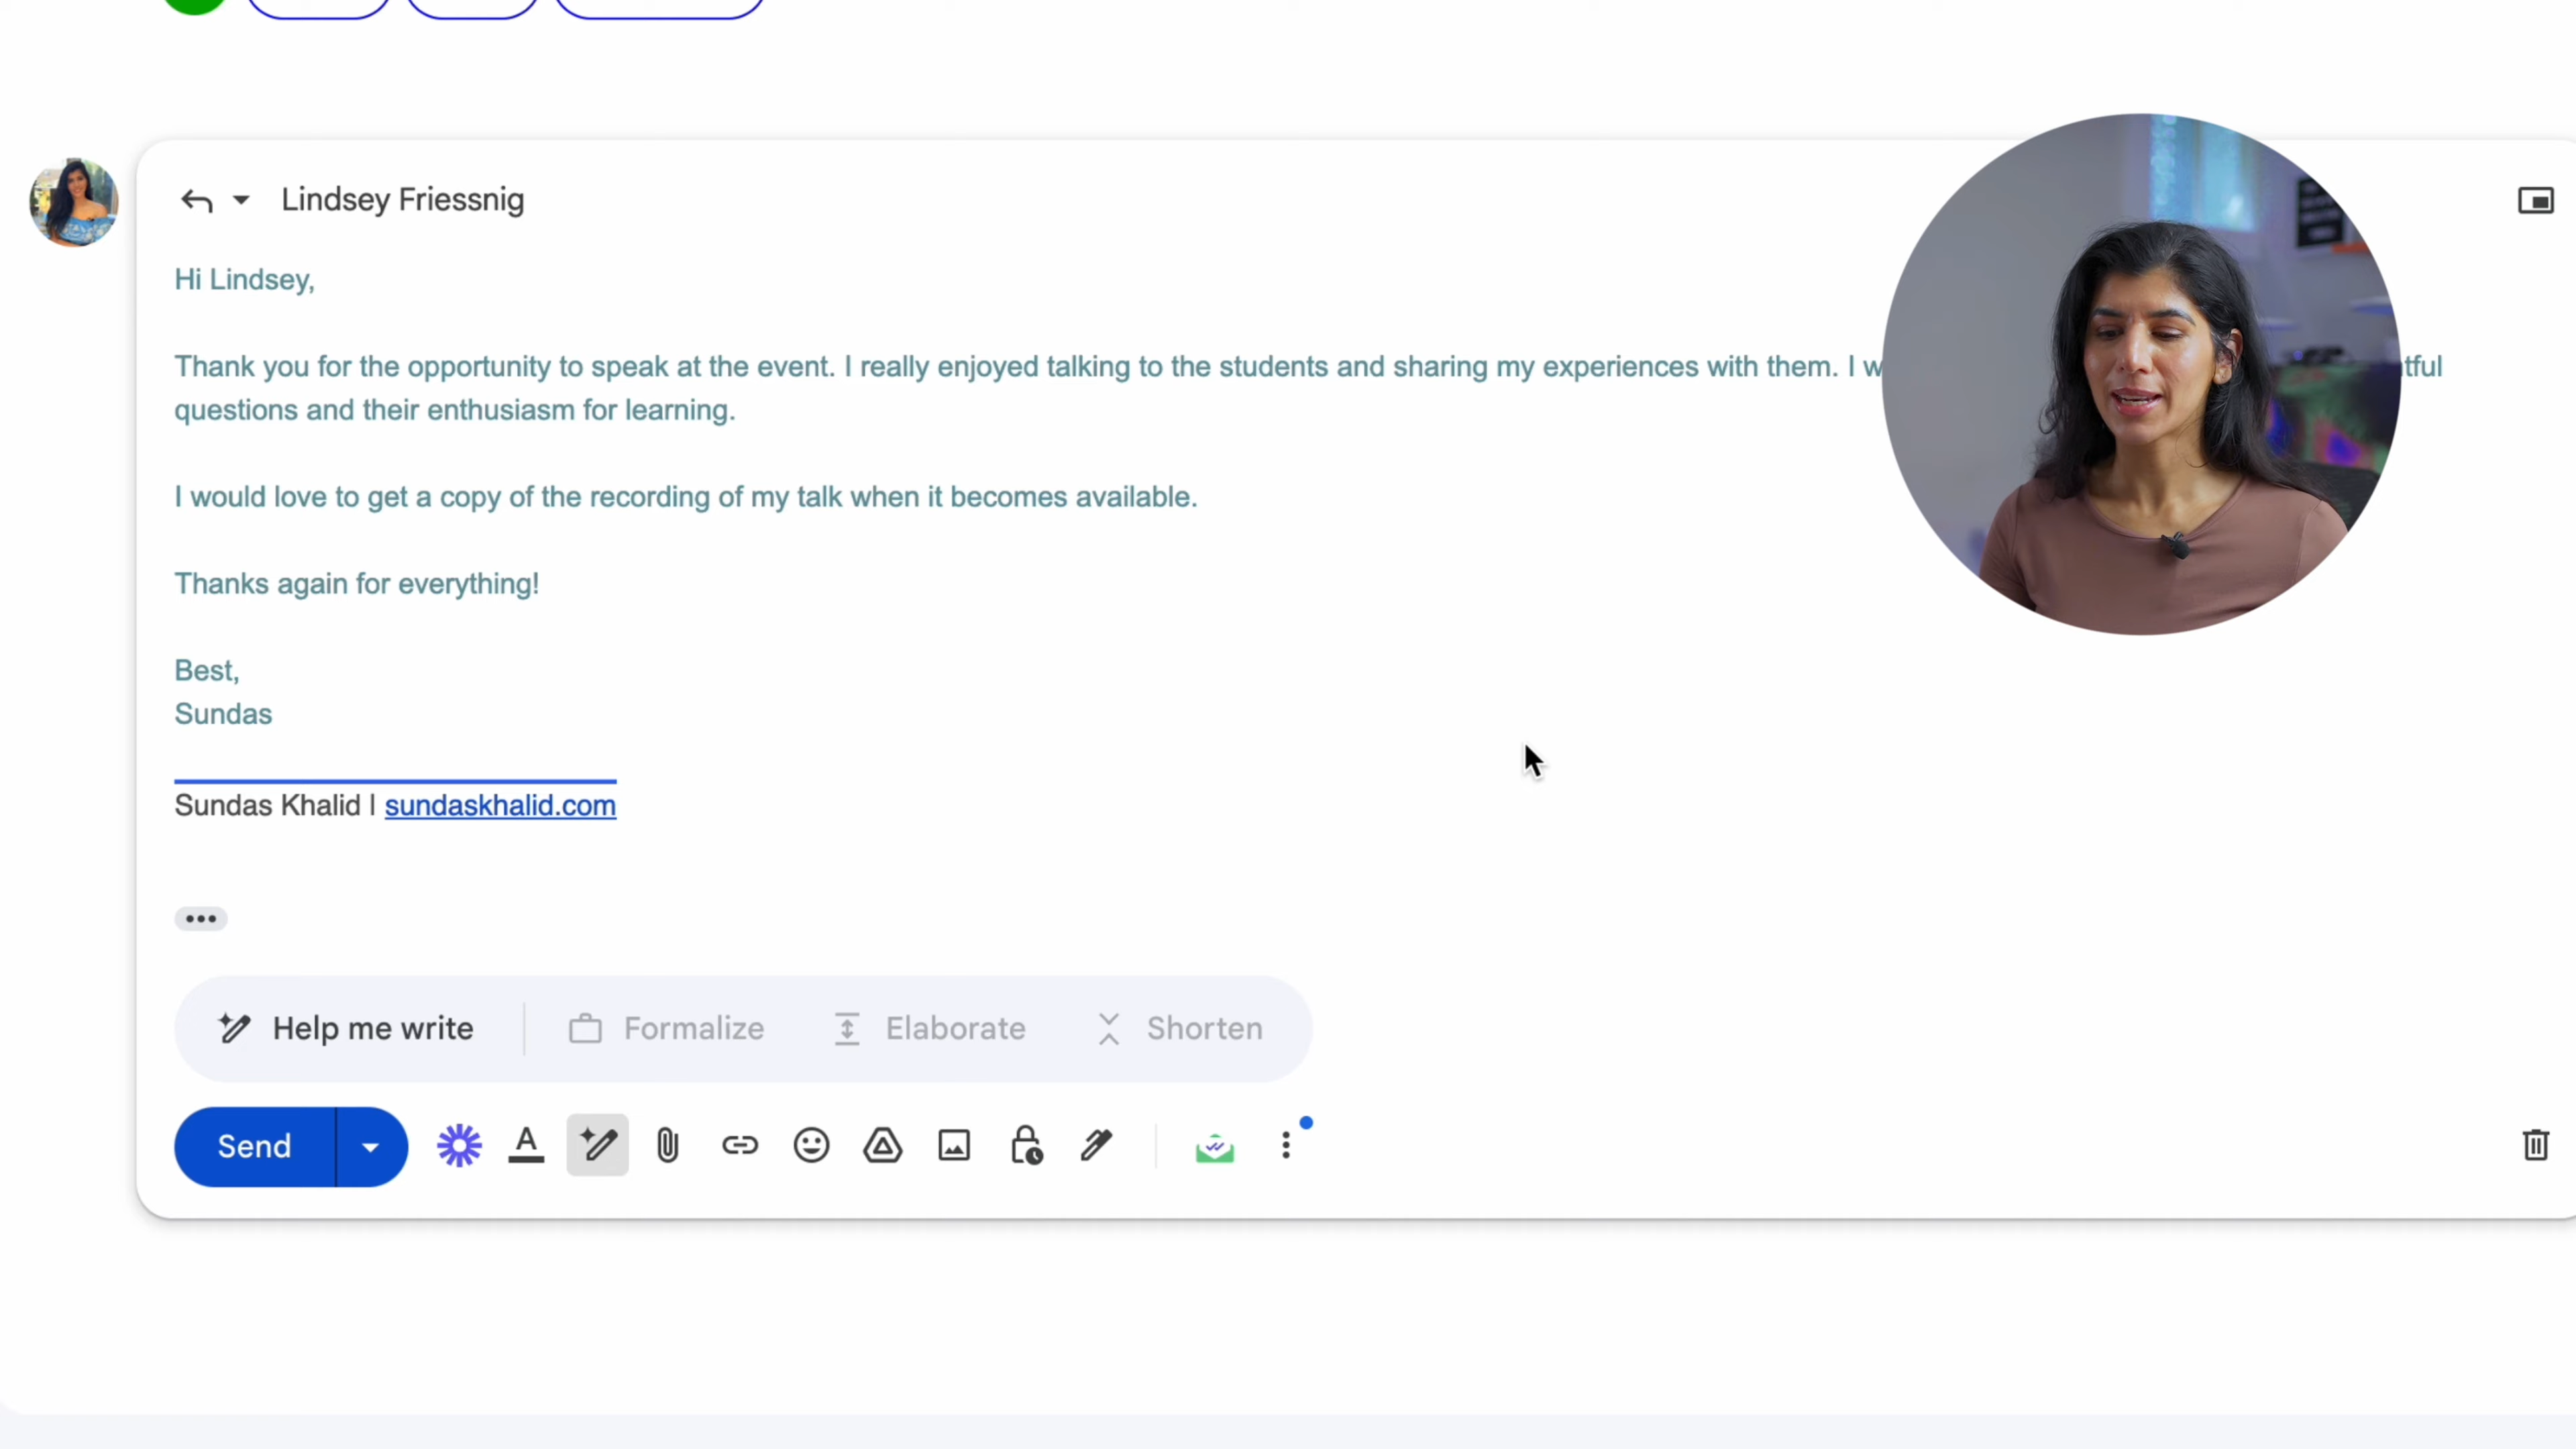 Lindsey Friessnig
Hi Lindsey,
Thank you for the opportunity to speak at the event. I really enjoyed talking to the students and sharing my experiences with them. I
questions and their enthusiasm for learning.
I would love to get a copy of the recording of my talk when it becomes available.
Thanks again for everything!
Best,
Sundas
Sundas Khalid | sundaskhalid.com
Help me write
Formalize
Elaborate
Shorten
Send